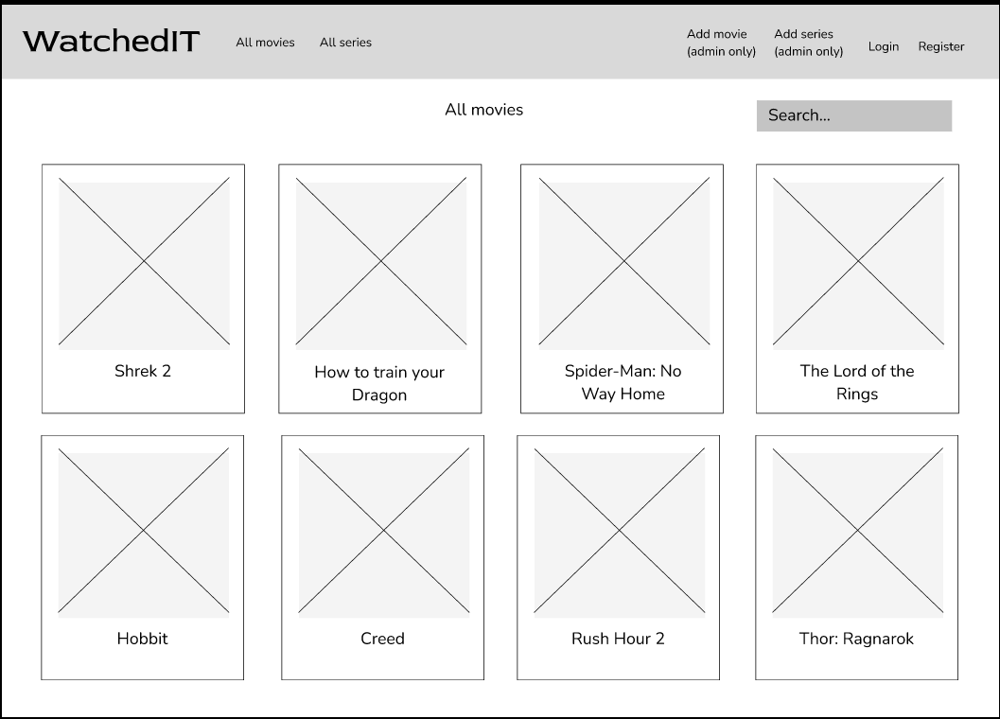 WatchedIT
All movies
All series
Add movie
(admin only)
Add series
(admin only)
Login
Register
All movies
Search...
Shrek 2
How to train your
Dragon
Spider-Man: No
Way Home
The Lord of the
Rings
Hobbit
Creed
Rush Hour 2
Thor: Ragnarok